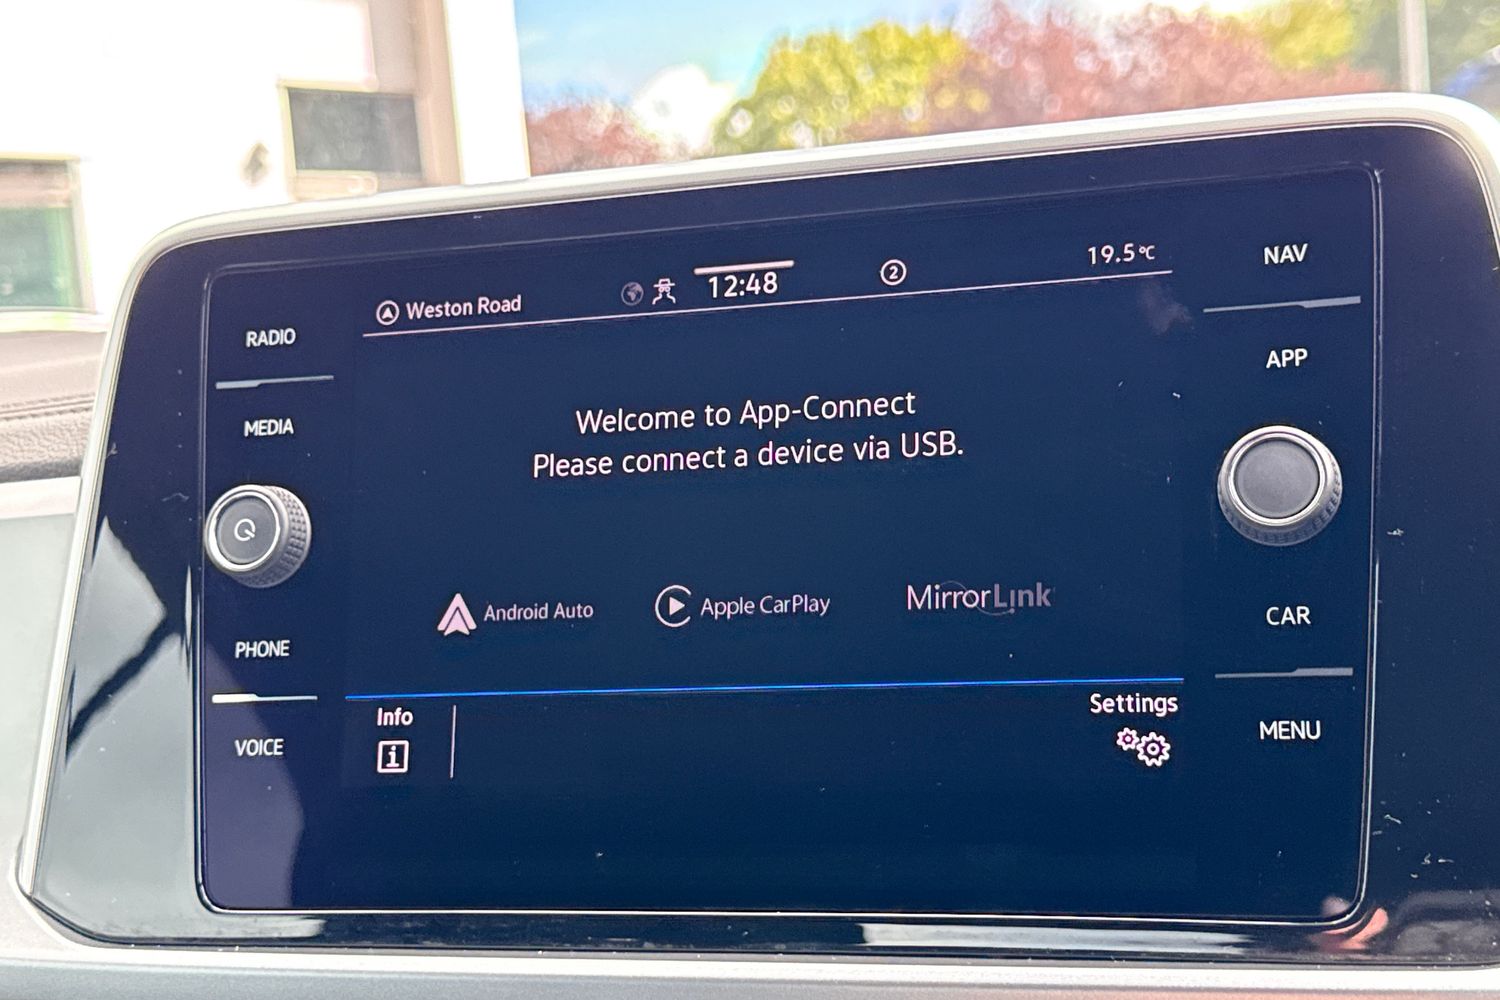 Weston Road
12:48
2
19.5°C
NAV
RADIO
APP
MEDIA
Welcome to App-Connect
Please connect a device via USB.
Android Auto
Apple CarPlay
MirrorLink
PHONE
CAR
Info
Settings
VOICE
MENU